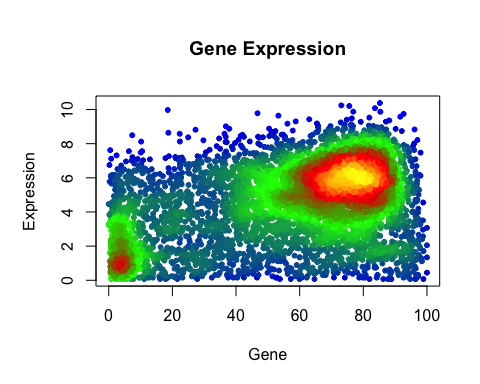 Gene Expression
Expression
0 2 4 6 8 10
0 20 40 60 80 100
Gene